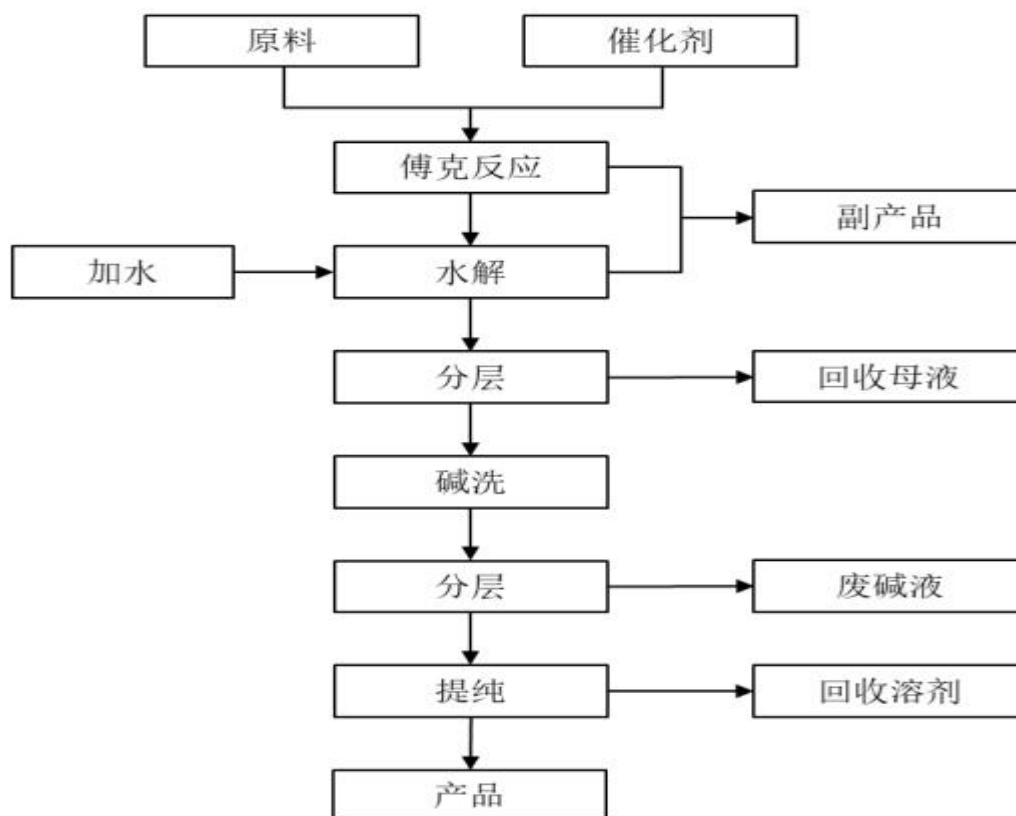 原料
催化剂
傅克反应
副产品
加水
水解
分层
回收母液
碱洗
分层
废碱液
提纯
回收溶剂
产品